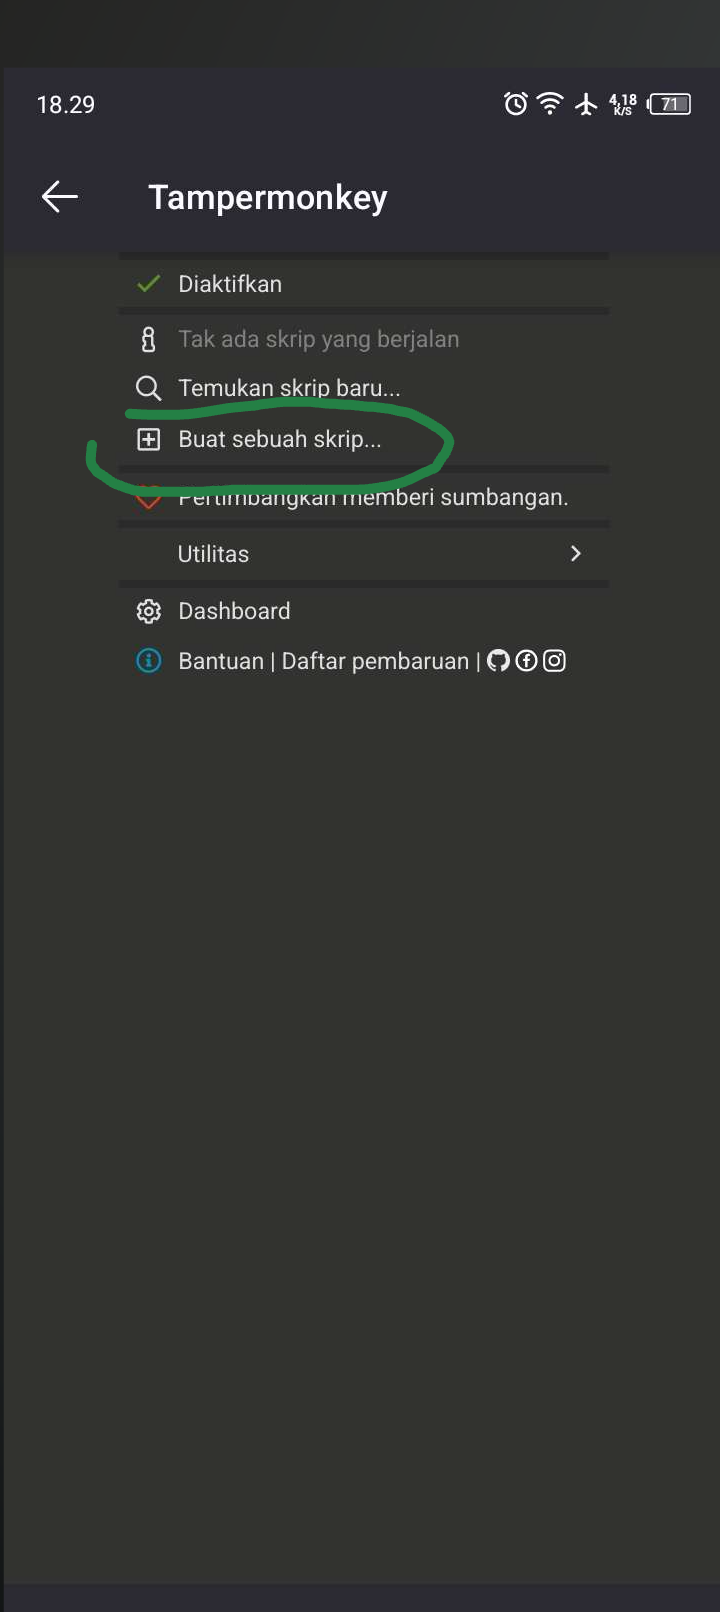 18.29
4,18
K/S
71
Tampermonkey
Diaktifkan
Tak ada skrip yang berjalan
Temukan skrip baru...
Buat sebuah skrip...
Pertimbangkan memberi sumbangan.
Utilitas
Dashboard
Bantuan | Daftar pembaruan |